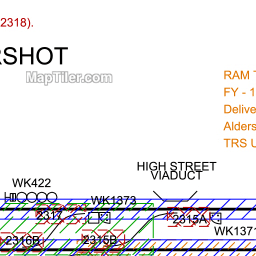 2318).
RSHOT
MapTiler.com
RAM T
FY - 1
Delive
Alders
TRS U
HIGH STREET
VIADUCT
WK422
WK1373
2317
2315A
WK1371
2316B
2315B